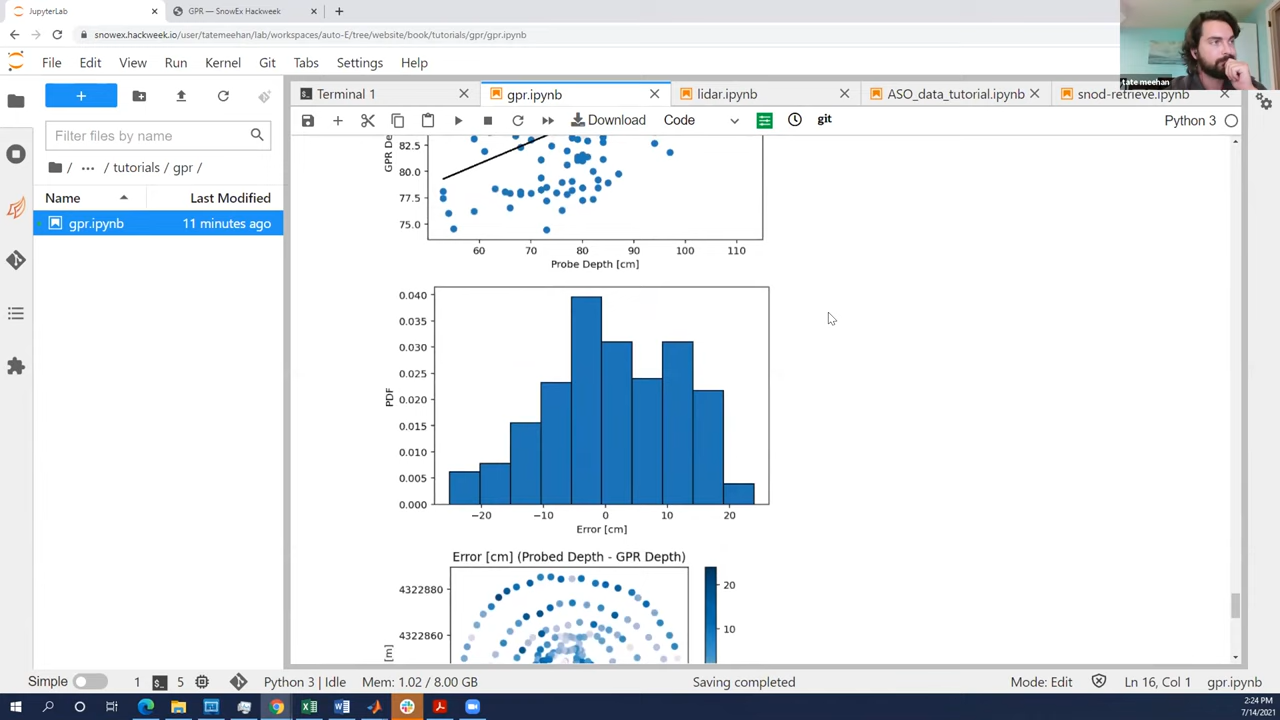 JupyterLab
GPR — SnowEx Hackweek
snowex.hackweek.io/user/tatemeehan/lab/workspaces/auto-E/tree/website/book/tutorials/gpr/gpr.ipynb
tate meehan
File Edit View Run Kernel Git Tabs Settings Help
Terminal 1
gpr.ipynb
lidar.ipynb
ASO_data_tutorial.ipynb
snod-retrieve.ipynb
Download Code git Python 3
Filter files by name
/ ··· / tutorials / gpr /
Name Last Modified
gpr.ipynb 11 minutes ago
82.5
80.0
77.5
75.0
GPR De
60 70 80 90 100 110
Probe Depth [cm]
0.040
0.035
0.030
0.025
0.020
0.015
0.010
0.005
0.000
PDF
−20 −10 0 10 20
Error [cm]
Error [cm] (Probed Depth - GPR Depth)
4322880
4322860
[m]
20
10
Simple 1 5 Python 3 | Idle Mem: 1.02 / 8.00 GB Saving completed Mode: Edit Ln 16, Col 1 gpr.ipynb
2:24 PM
7/14/2021